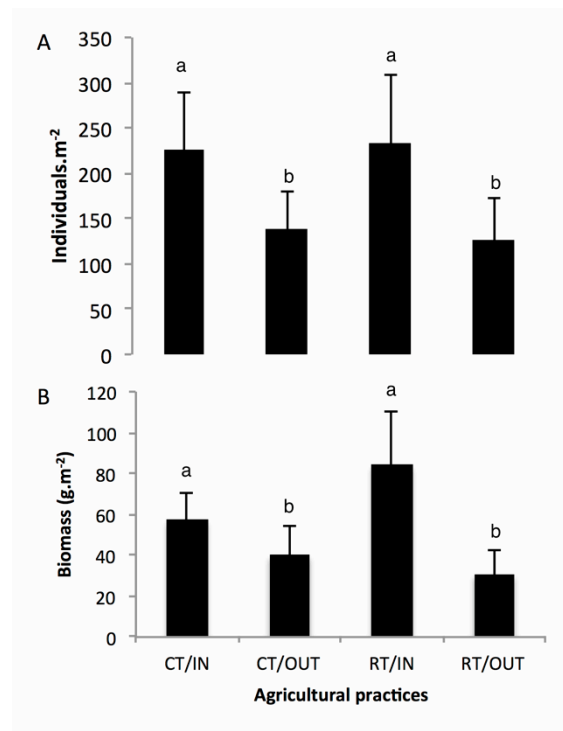 A
Individuals.m⁻²
350
300
250
200
150
100
50
0
a
b
a
b
B
Biomass (g.m⁻²)
120
100
80
60
40
20
0
a
b
a
b
CT/IN CT/OUT RT/IN RT/OUT
Agricultural practices